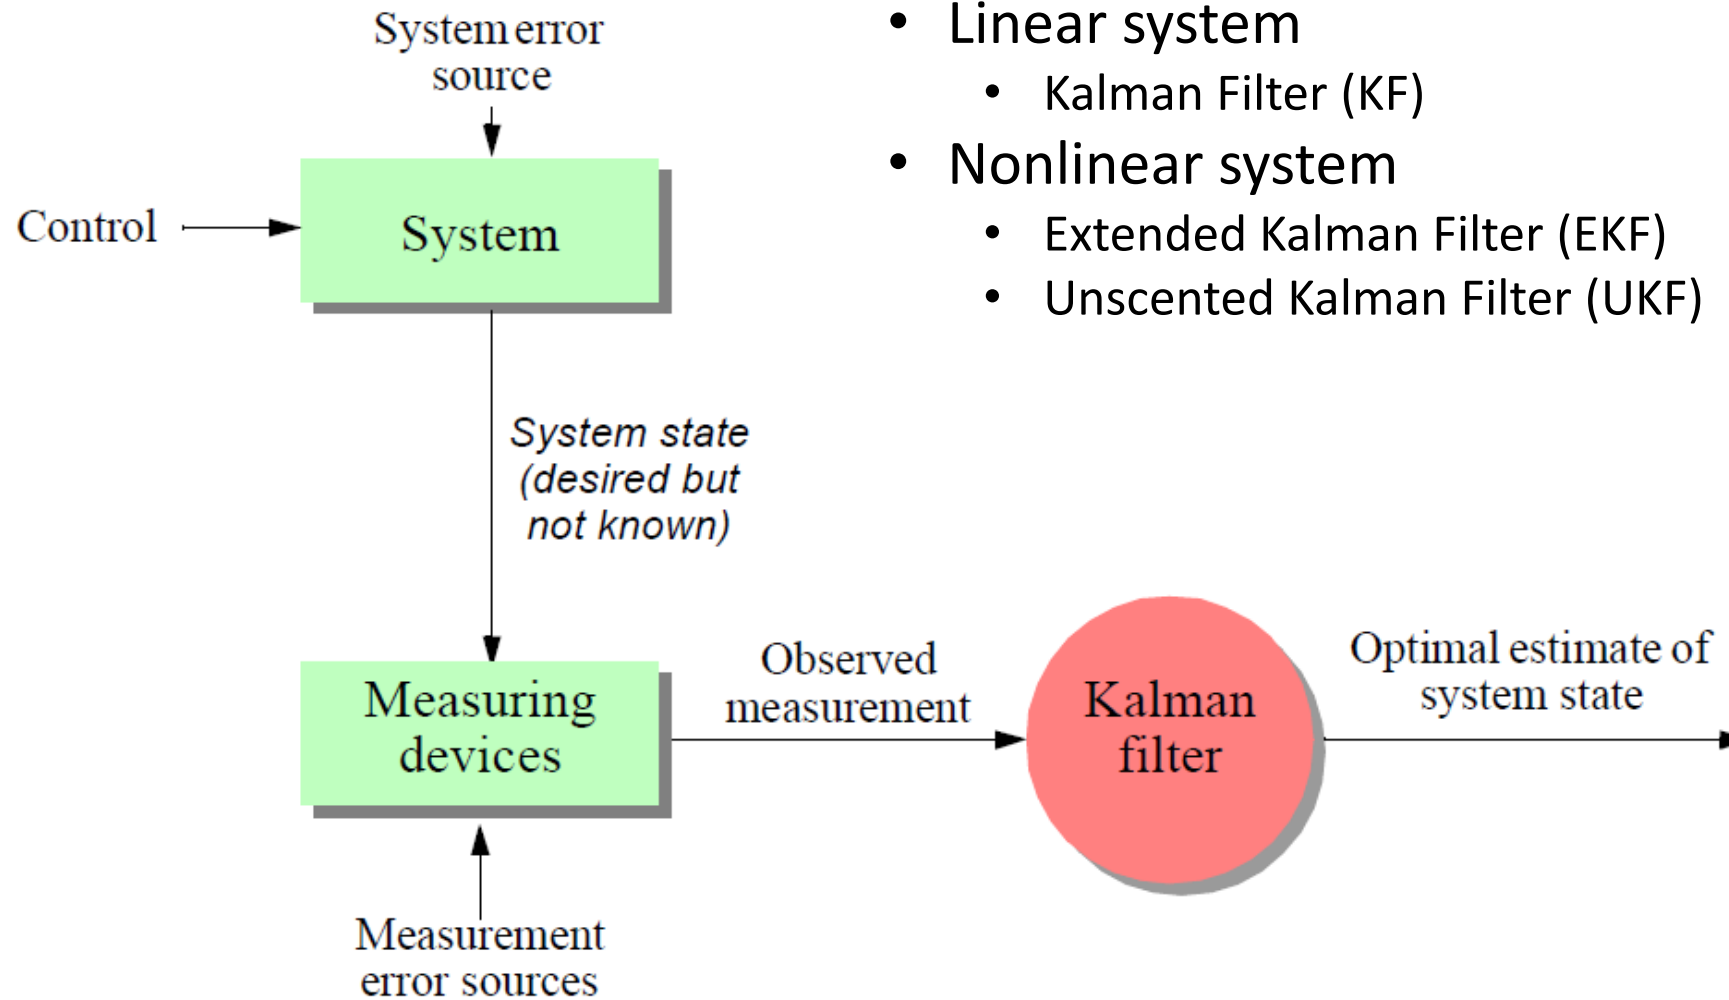 System error
source
Control
System
System state
(desired but
not known)
Measuring
devices
Measurement
error sources
Observed
measurement
Kalman
filter
Optimal estimate of
system state
• Linear system
• Kalman Filter (KF)
• Nonlinear system
• Extended Kalman Filter (EKF)
• Unscented Kalman Filter (UKF)